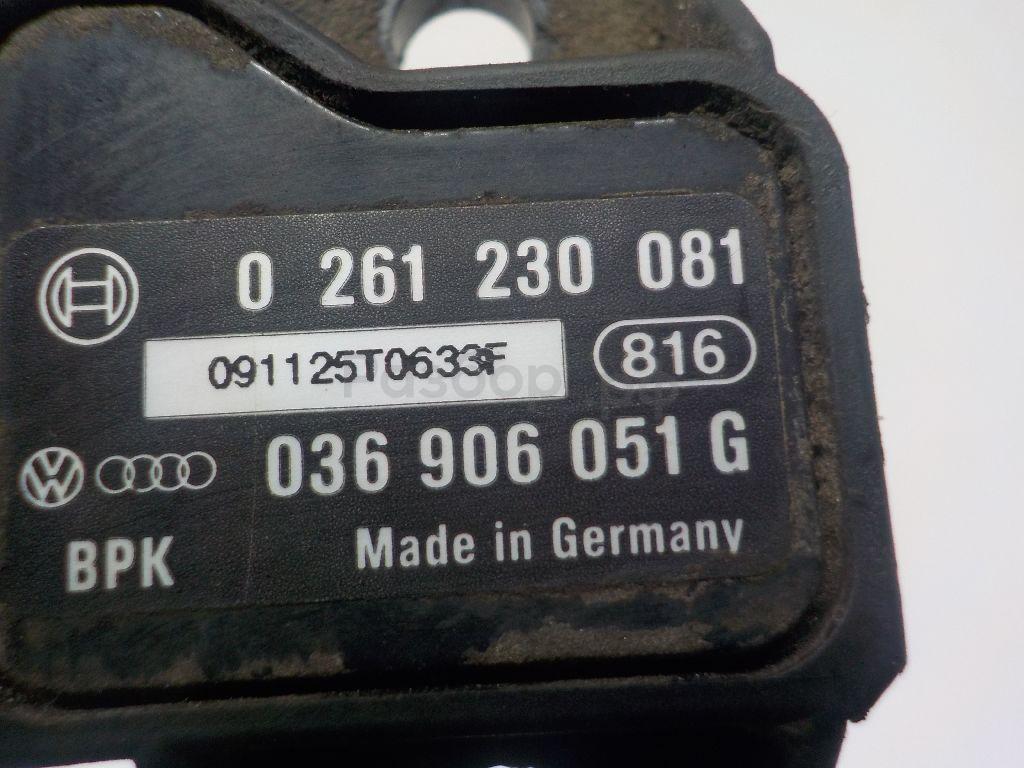 0 261 230 081
091125T0633F
816
036 906 051 G
BPK
Made in Germany